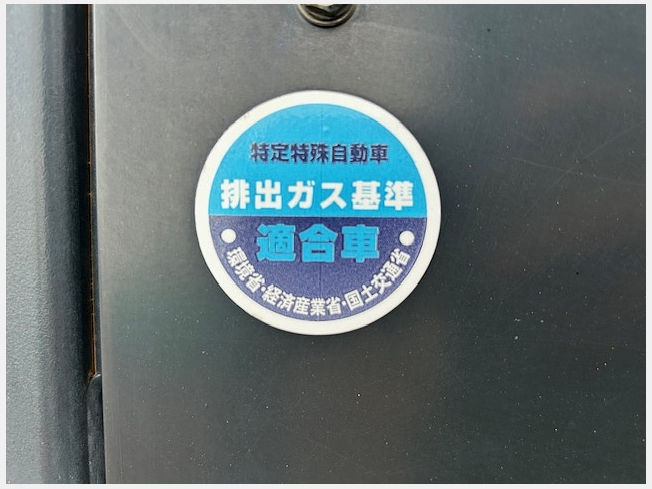 特定特殊自動車
排出ガス基準
適合車
環境省・経済産業省・国土交通省